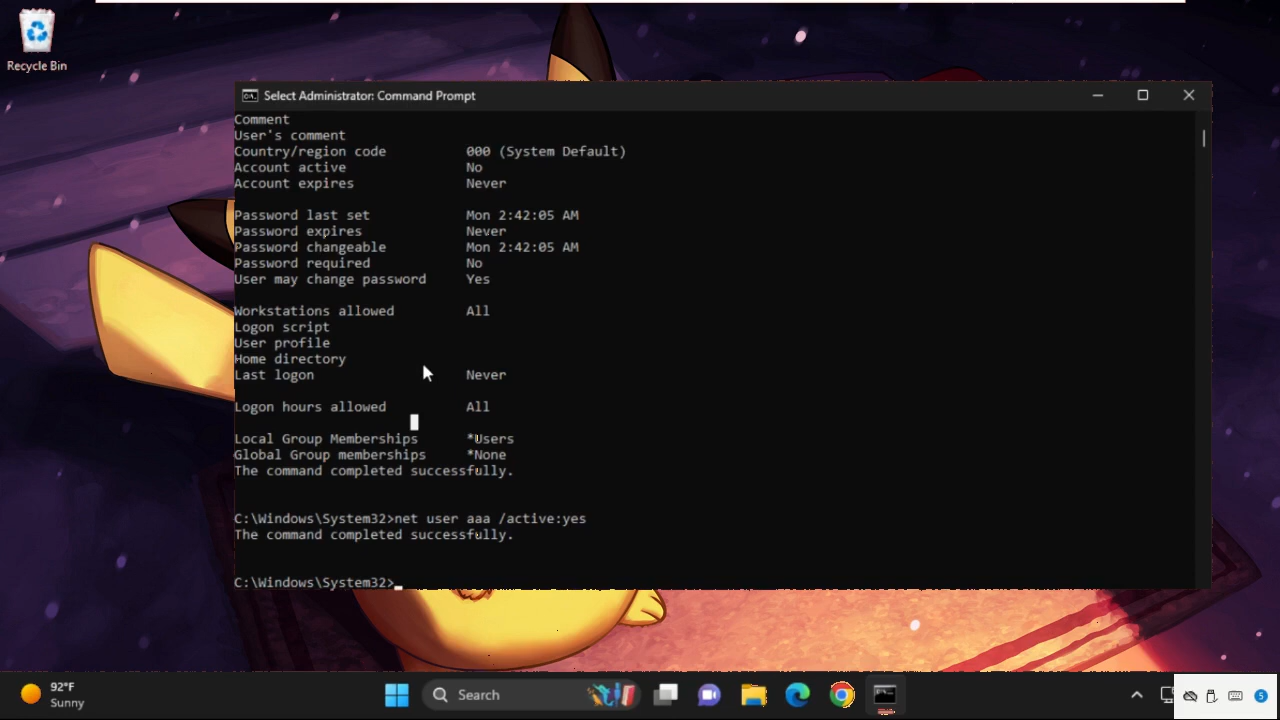 Recycle Bin
Select Administrator: Command Prompt
Comment
User's comment
Country/region code 000 (System Default)
Account active No
Account expires Never
Password last set Mon 2:42:05 AM
Password expires Never
Password changeable Mon 2:42:05 AM
Password required No
User may change password Yes
Workstations allowed All
Logon script
User profile
Home directory
Last logon Never
Logon hours allowed All
Local Group Memberships *Users
Global Group memberships *None
The command completed successfully.
C:\Windows\System32>net user aaa /active:yes
The command completed successfully.
C:\Windows\System32>
92°F
Sunny
Search
5